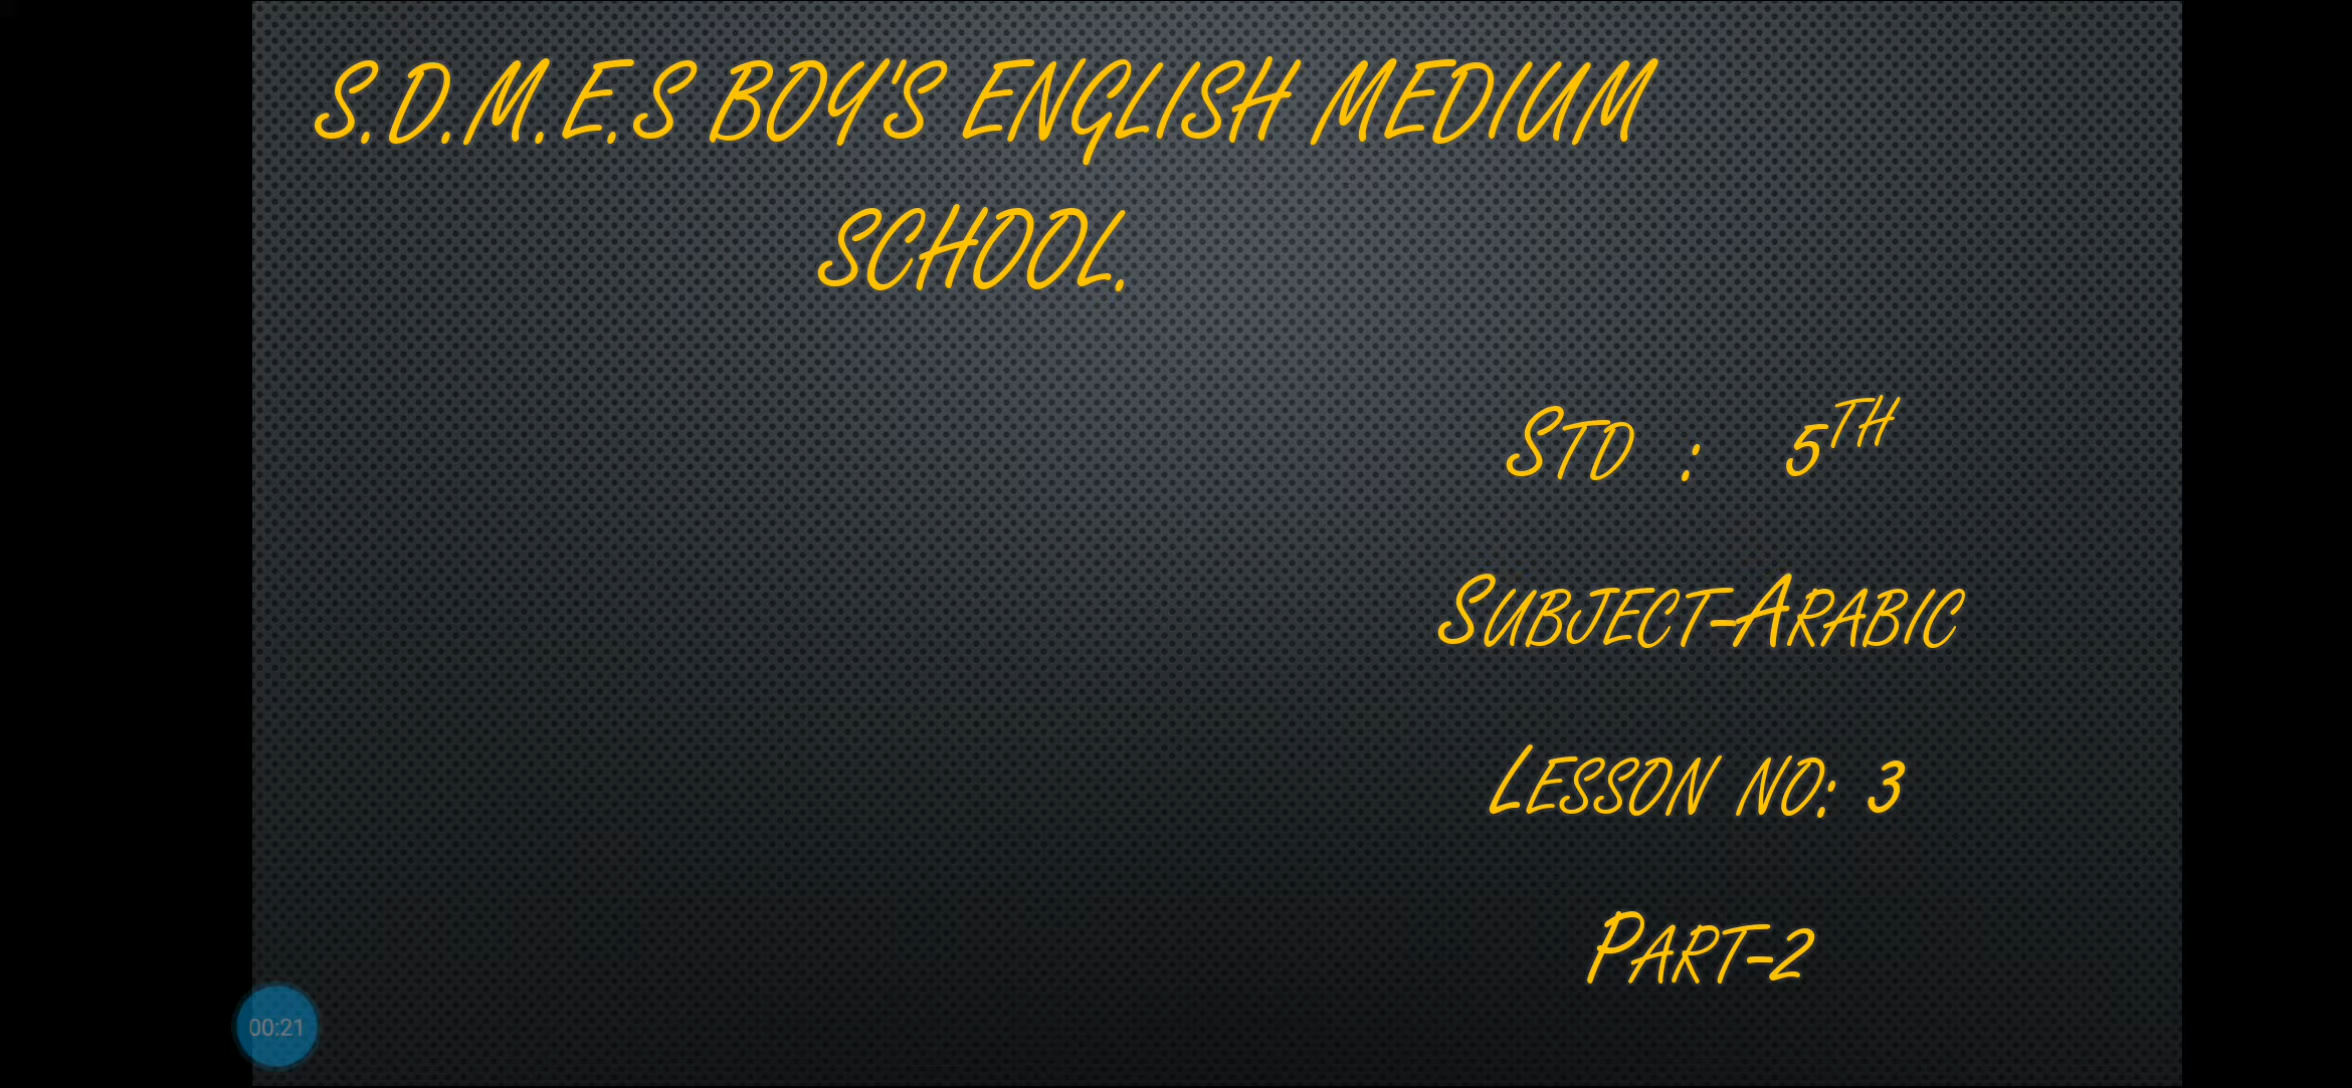 S.D.M.E.S BOY'S ENGLISH MEDIUM
SCHOOL.
STD : 5TH
SUBJECT-ARABIC
LESSON NO: 3
PART-2
00:21